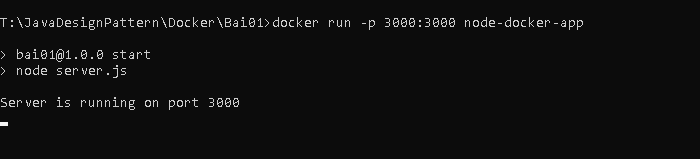 T:\JavaDesignPattern\Docker\Bai01>docker run -p 3000:3000 node-docker-app
> bai01@1.0.0 start
> node server.js
Server is running on port 3000